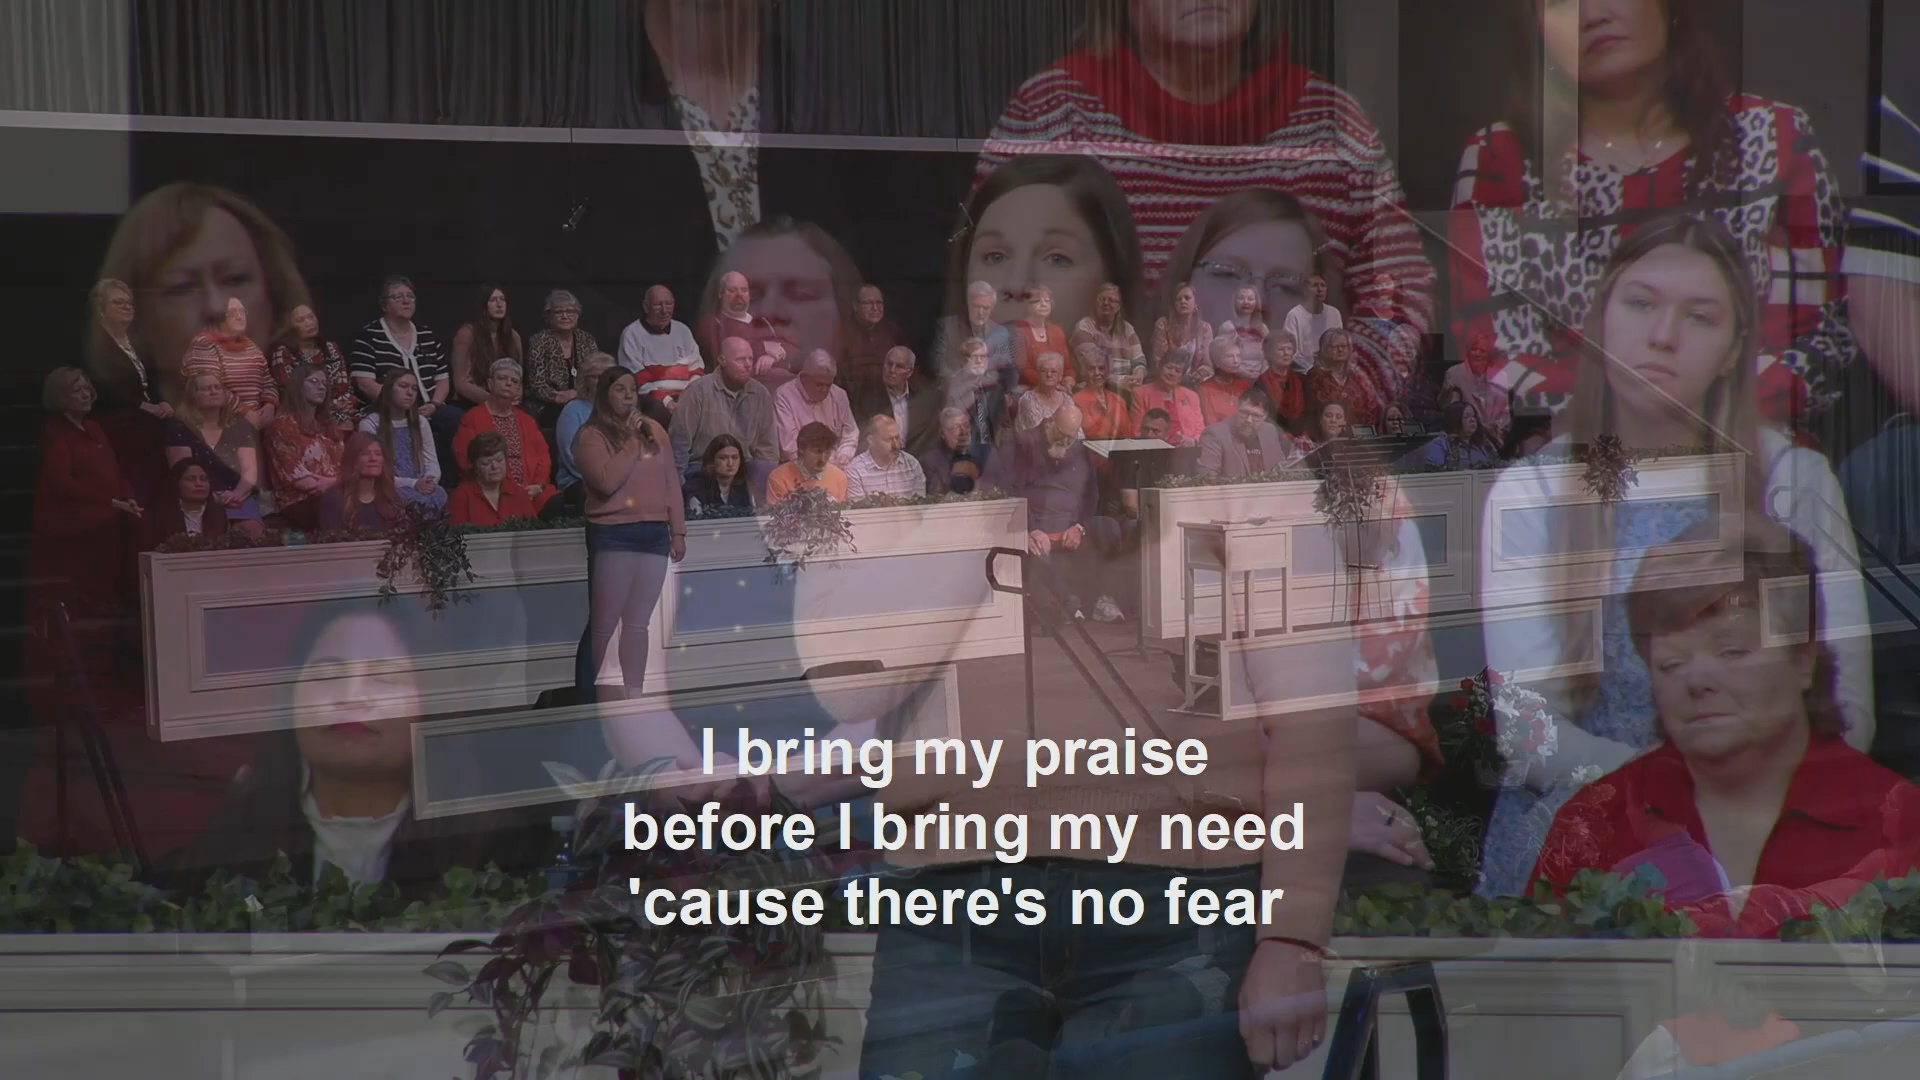 I bring my praise
before I bring my need
'cause there's no fear